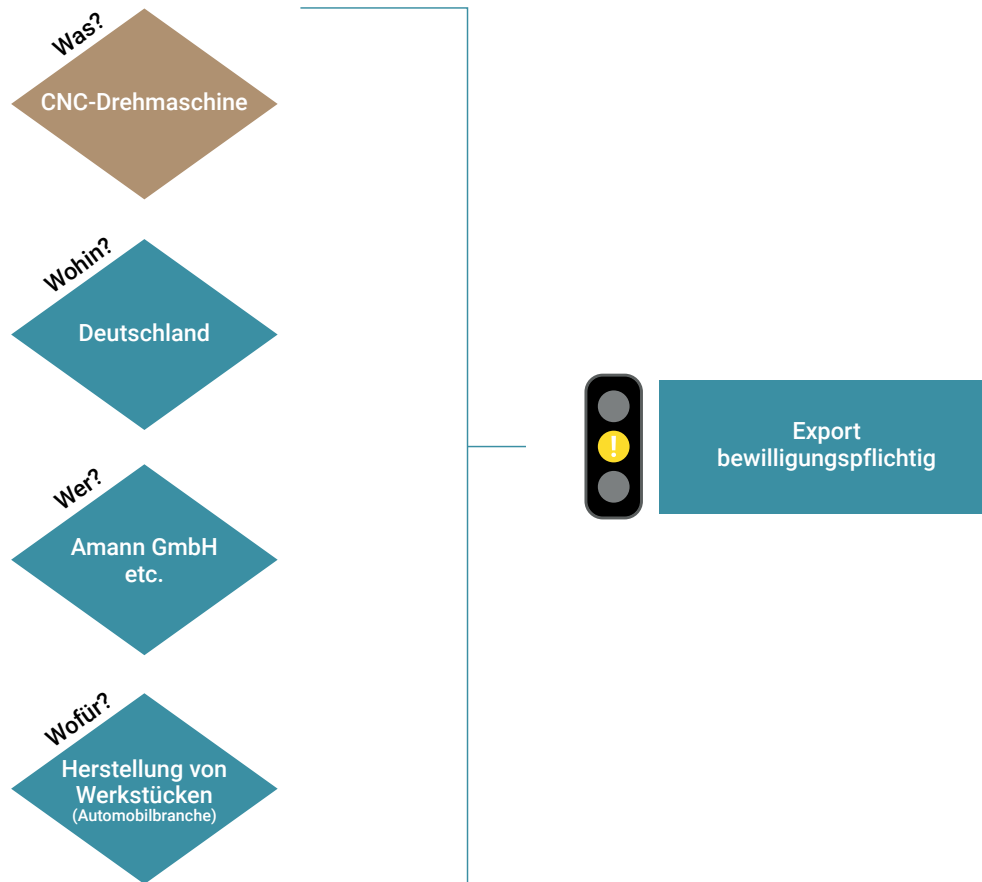 Was?
CNC-Drehmaschine
Wohin?
Deutschland
Wer?
Amann GmbH
etc.
Wofür?
Herstellung von
Werkstücken
(Automobilbranche)
!
Export
bewilligungspflichtig